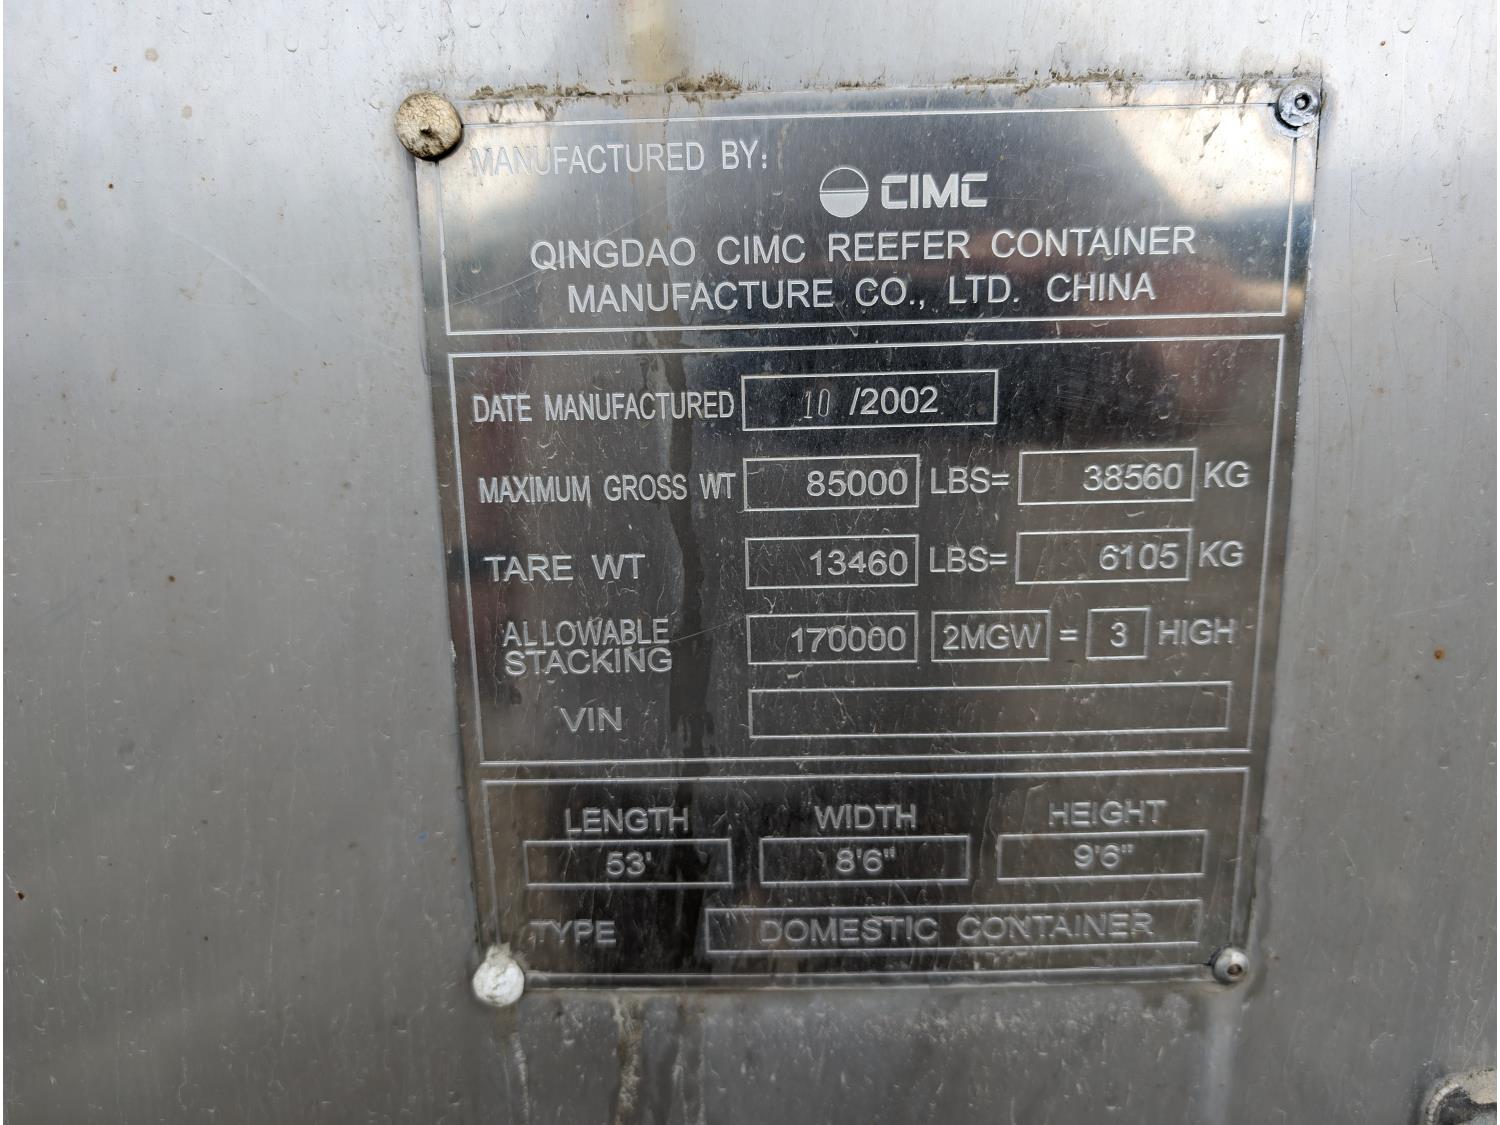 MANUFACTURED BY:
CIMC
QINGDAO CIMC REEFER CONTAINER
MANUFACTURE CO., LTD. CHINA
DATE MANUFACTURED 10 /2002
MAXIMUM GROSS WT 85000 LBS= 38560 KG
TARE WT 13460 LBS= 6105 KG
ALLOWABLE STACKING 170000 2MGW = 3 HIGH
VIN
LENGTH WIDTH HEIGHT
53' 8'6" 9'6"
TYPE DOMESTIC CONTAINER